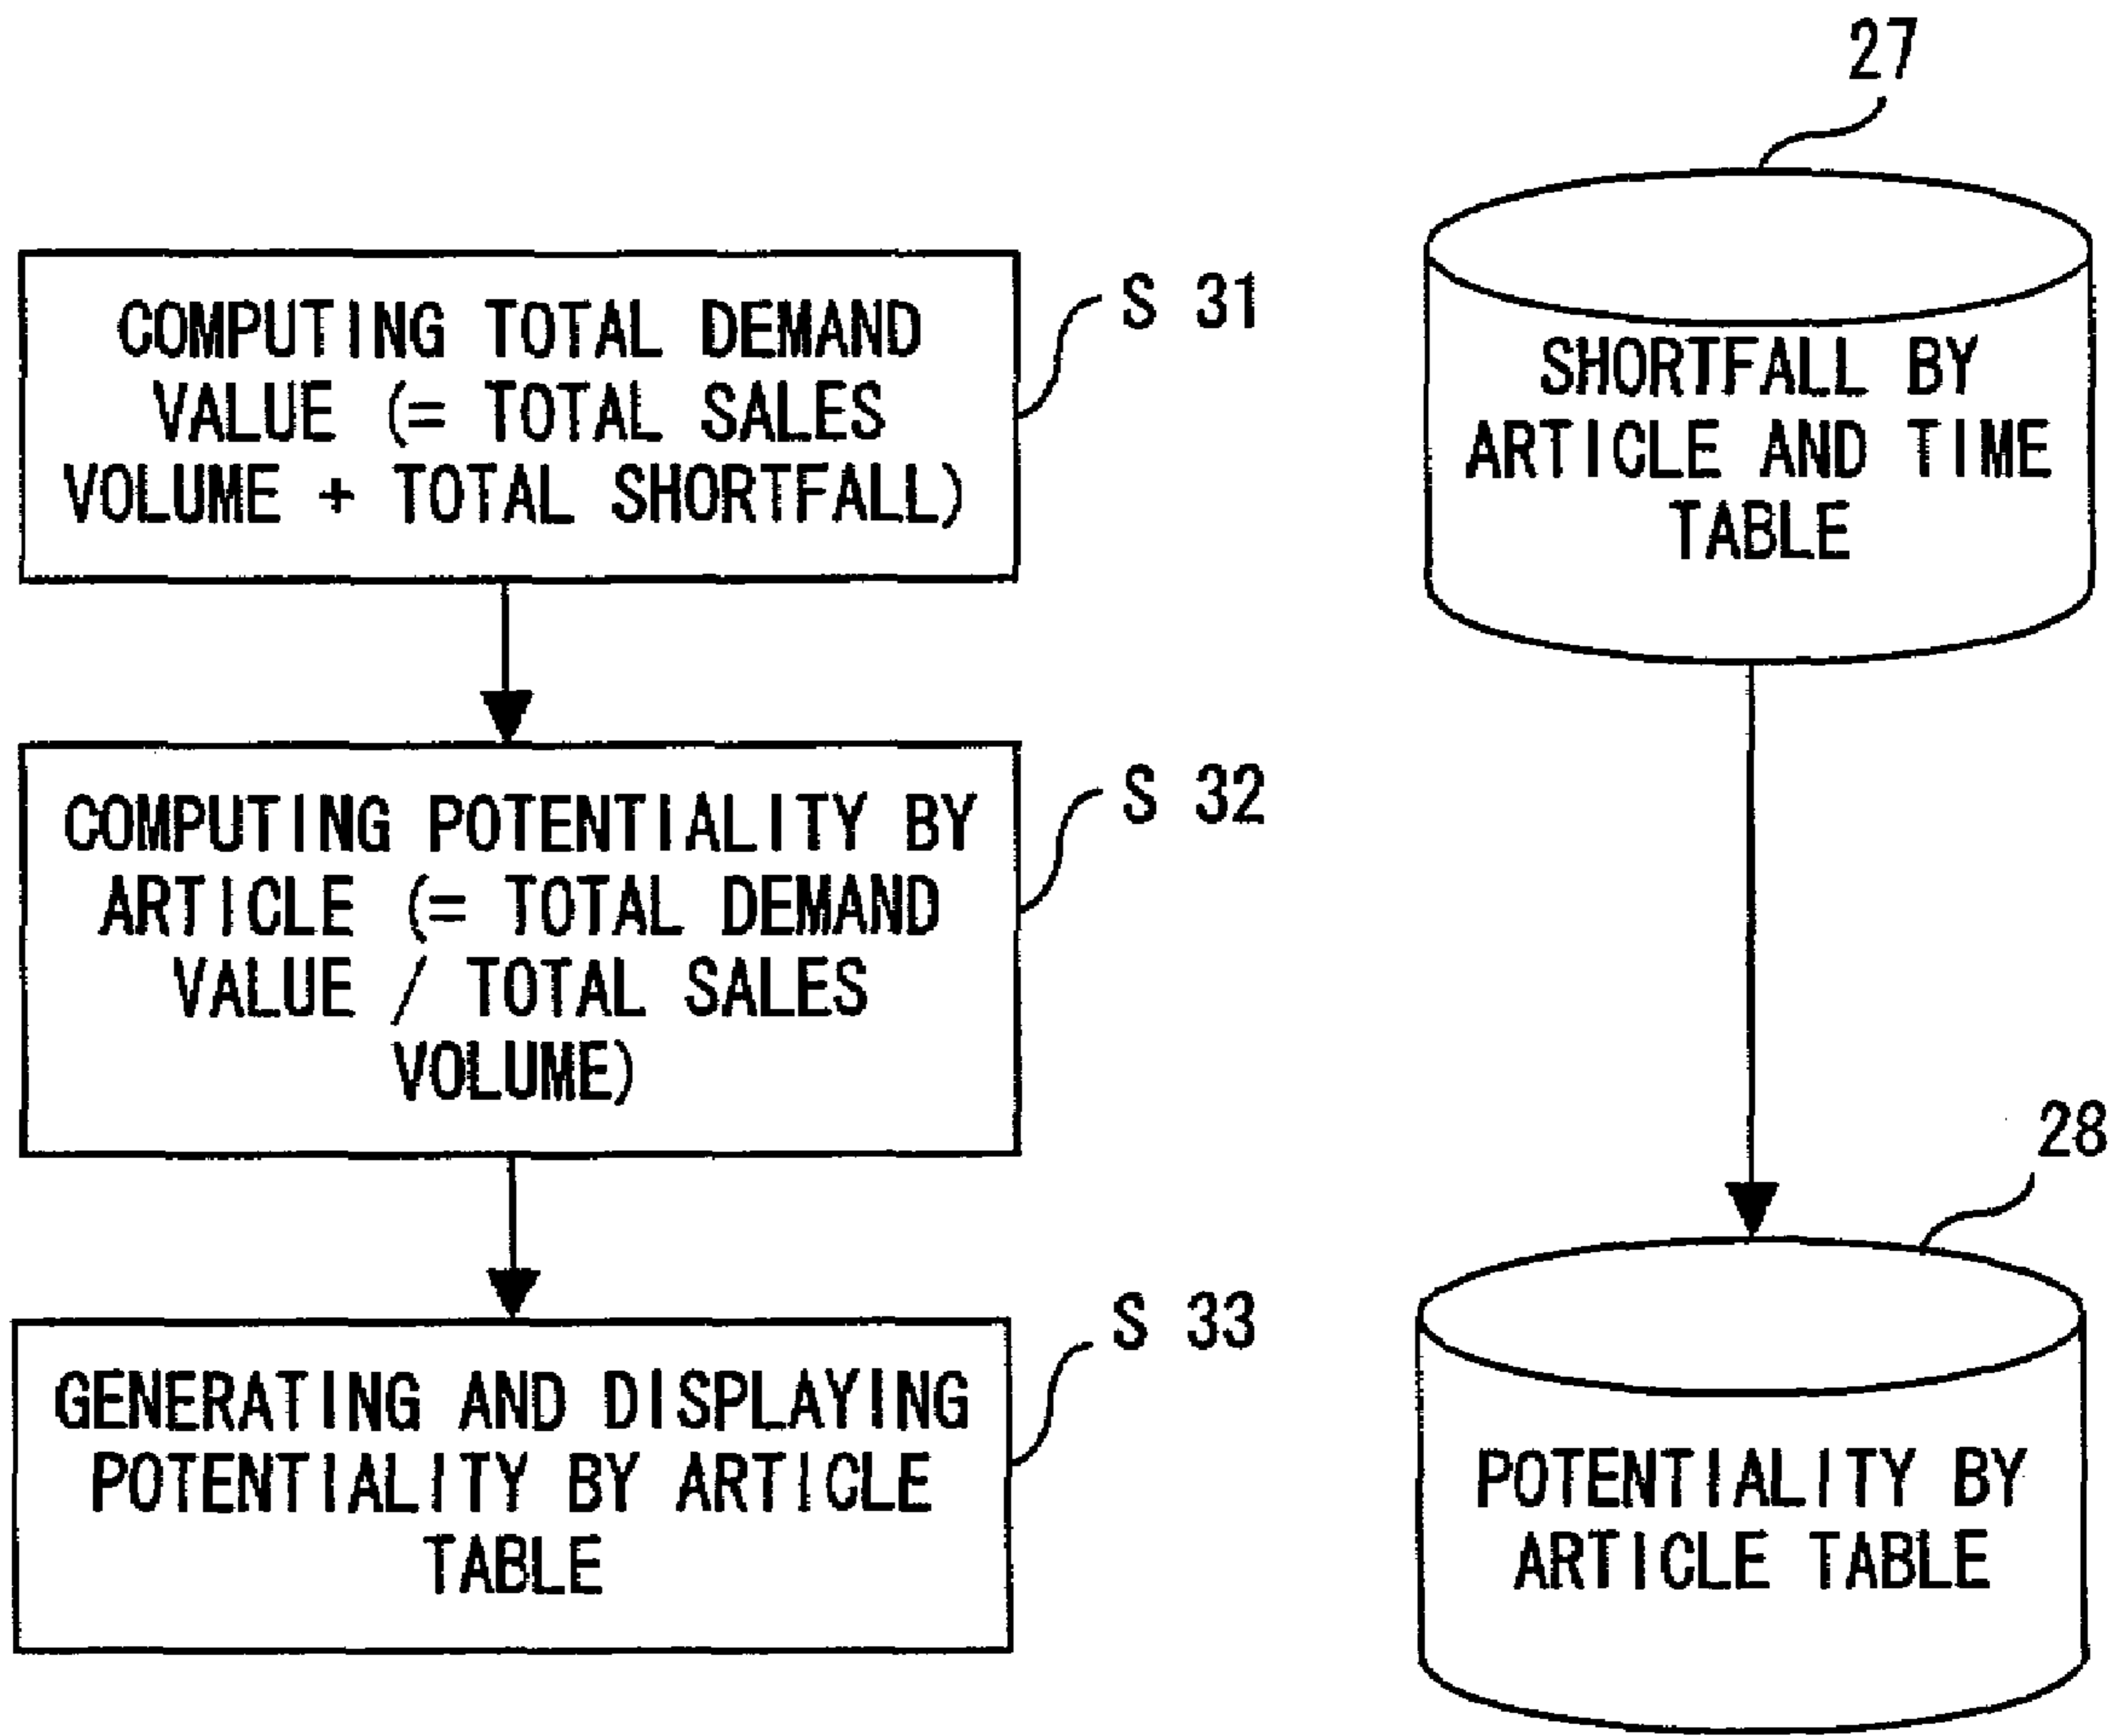 COMPUTING TOTAL DEMAND
VALUE (= TOTAL SALES
VOLUME + TOTAL SHORTFALL)
S 31
COMPUTING POTENTIALITY BY
ARTICLE (= TOTAL DEMAND
VALUE / TOTAL SALES
VOLUME)
S 32
GENERATING AND DISPLAYING
POTENTIALITY BY ARTICLE
TABLE
S 33
27
SHORTFALL BY
ARTICLE AND TIME
TABLE
28
POTENTIALITY BY
ARTICLE TABLE